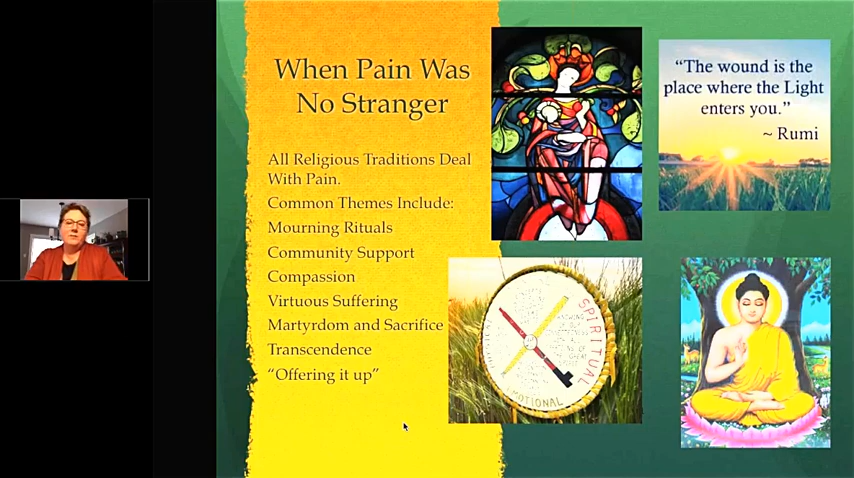 When Pain Was
No Stranger
All Religious Traditions Deal
With Pain.
Common Themes Include:
Mourning Rituals
Community Support
Compassion
Virtuous Suffering
Martyrdom and Sacrifice
Transcendence
“Offering it up”
“The wound is the
place where the Light
enters you.”
~ Rumi
SPIRITUAL